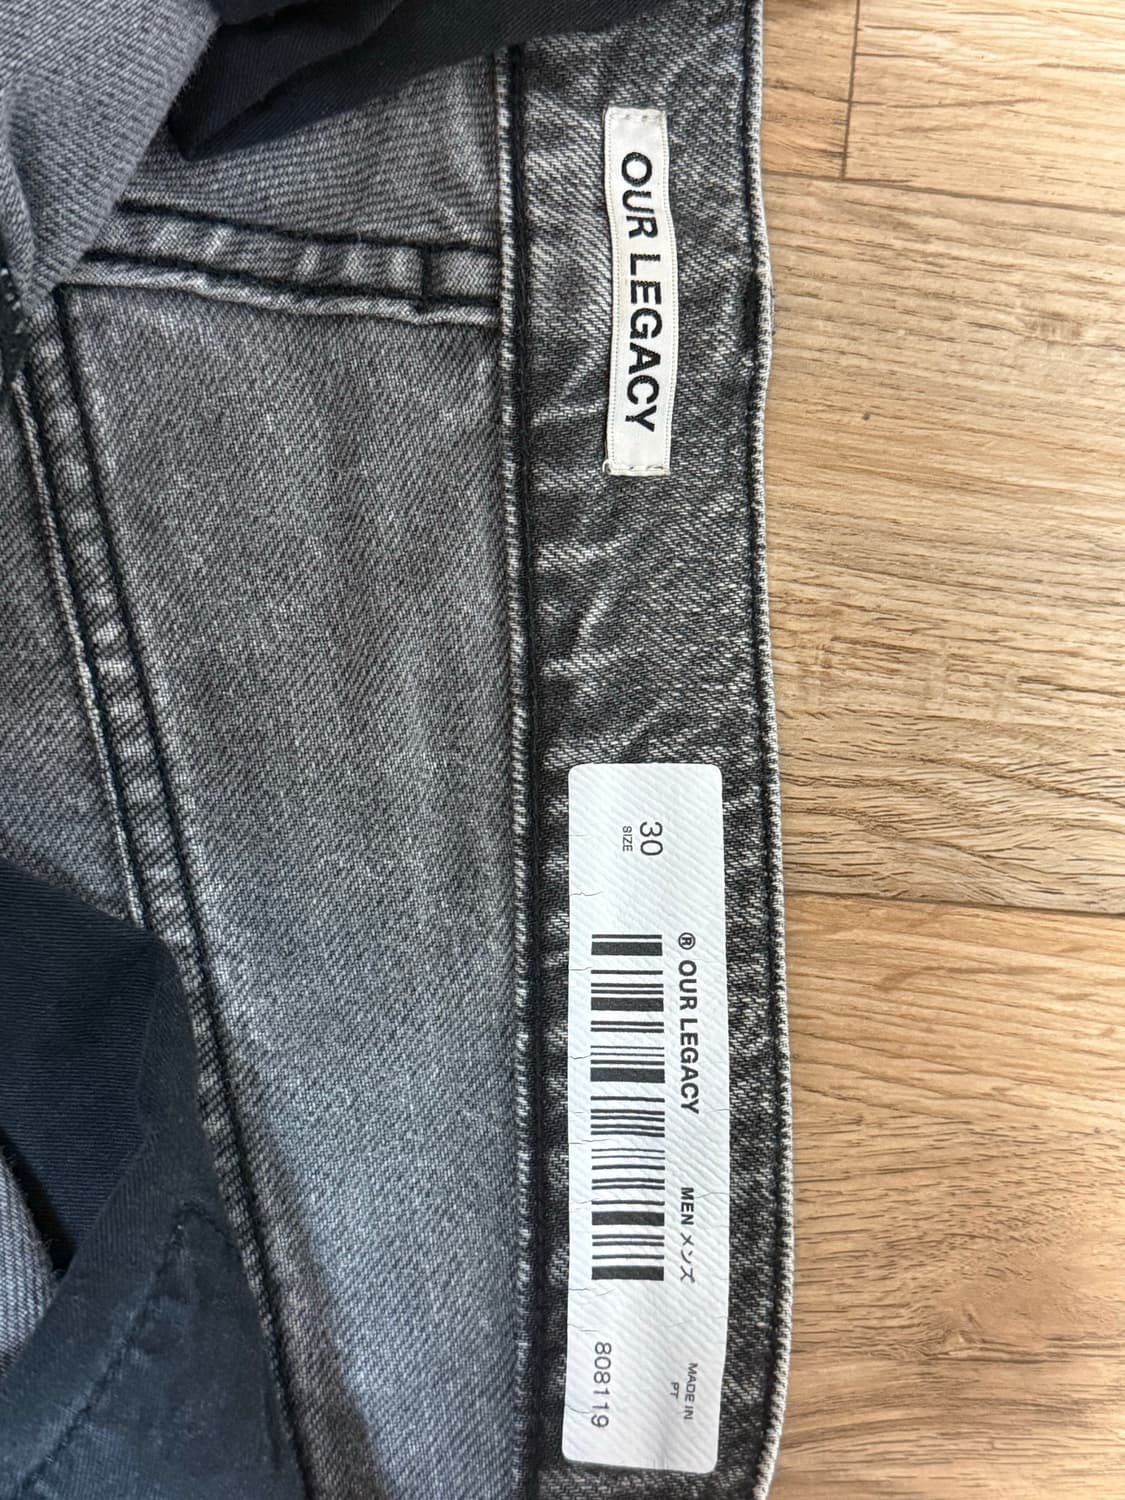 OUR LEGACY
30
SIZE
® OUR LEGACY
MEN メンズ
MADE IN
PT
808119